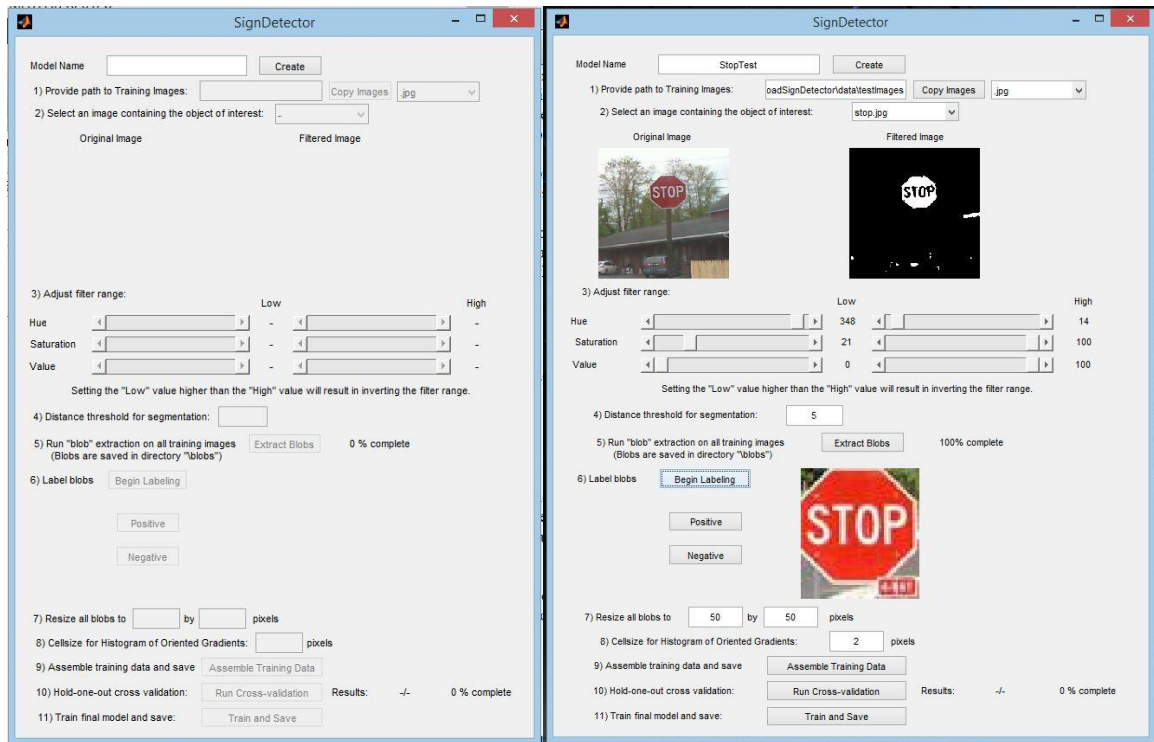 SignDetector
Model Name Create
1) Provide path to Training Images: Copy Images .jpg
2) Select an image containing the object of interest: -
Original Image Filtered Image
3) Adjust filter range:
Low High
Hue - -
Saturation - -
Value - -
Setting the "Low" value higher than the "High" value will result in inverting the filter range.
4) Distance threshold for segmentation:
5) Run "blob" extraction on all training images Extract Blobs 0 % complete
(Blobs are saved in directory "\blobs")
6) Label blobs Begin Labeling
Positive
Negative
7) Resize all blobs to by pixels
8) Cellsize for Histogram of Oriented Gradients: pixels
9) Assemble training data and save Assemble Training Data
10) Hold-one-out cross validation: Run Cross-validation Results: -/- 0 % complete
11) Train final model and save: Train and Save
SignDetector
Model Name StopTest Create
1) Provide path to Training Images: oadSignDetector\data\testImages Copy Images .jpg
2) Select an image containing the object of interest: stop.jpg
Original Image Filtered Image
STOP STOP
3) Adjust filter range:
Low High
Hue 348 14
Saturation 21 100
Value 0 100
Setting the "Low" value higher than the "High" value will result in inverting the filter range.
4) Distance threshold for segmentation: 5
5) Run "blob" extraction on all training images Extract Blobs 100% complete
(Blobs are saved in directory "\blobs")
6) Label blobs Begin Labeling
STOP
Positive
Negative
7) Resize all blobs to 50 by 50 pixels
8) Cellsize for Histogram of Oriented Gradients: 2 pixels
9) Assemble training data and save Assemble Training Data
10) Hold-one-out cross validation: Run Cross-validation Results: -/- 0 % complete
11) Train final model and save: Train and Save